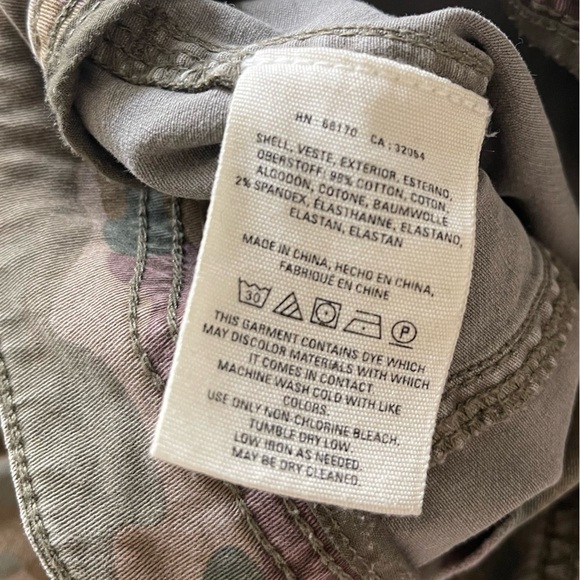 RN 66170 CA : 32054
SHELL, VESTE, EXTERIOR, ESTERNO,
OBERSTOFF: 98% COTTON, COTON,
ALGODÓN, COTONE, BAUMWOLLE
2% SPANDEX, ÉLASTHANNE, ELASTANO,
ELASTAN, ELASTAN
MADE IN CHINA, HECHO EN CHINA,
FABRIQUÉ EN CHINE
30 P
THIS GARMENT CONTAINS DYE WHICH
MAY DISCOLOR MATERIALS WITH WHICH
IT COMES IN CONTACT
MACHINE WASH COLD WITH LIKE
COLORS.
USE ONLY NON-CHLORINE BLEACH.
TUMBLE DRY LOW.
LOW IRON AS NEEDED.
MAY BE DRY CLEANED.